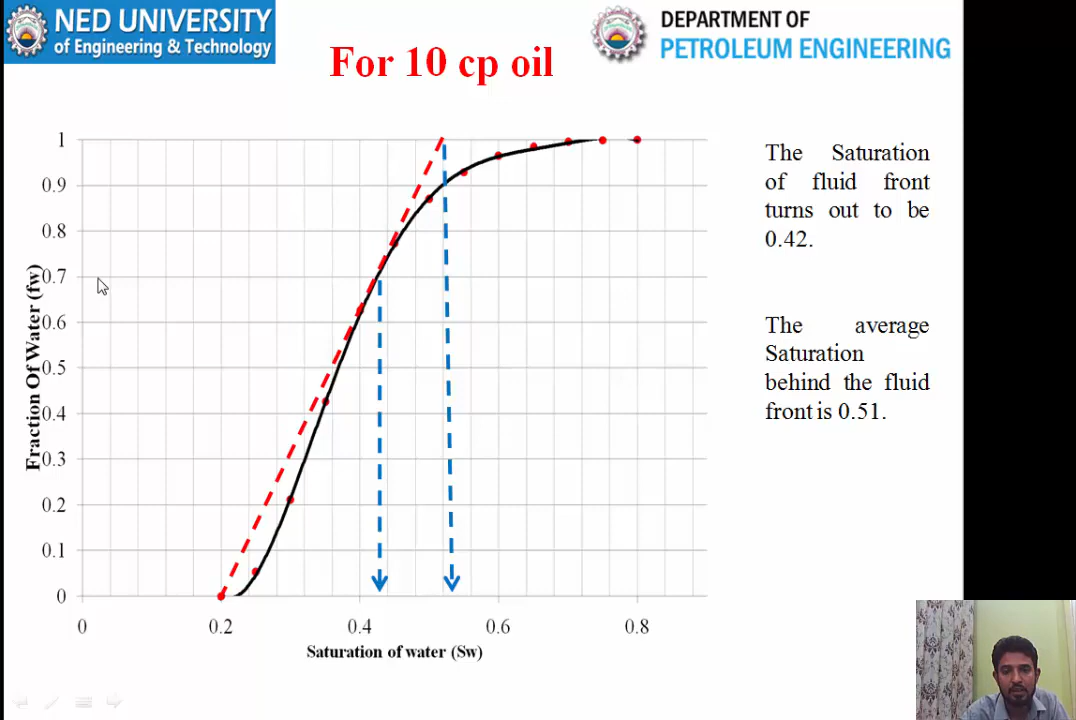 NED UNIVERSITY
of Engineering & Technology
DEPARTMENT OF
PETROLEUM ENGINEERING
For 10 cp oil
The Saturation
of fluid front
turns out to be
0.42.
The average
Saturation
behind the fluid
front is 0.51.
Fraction Of Water (fw)
1
0.9
0.8
0.7
0.6
0.5
0.4
0.3
0.2
0.1
0
0 0.2 0.4 0.6 0.8
Saturation of water (Sw)